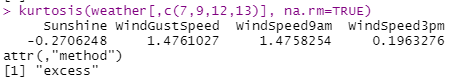 > kurtosis(weather[,c(7,9,12,13)], na.rm=TRUE)
Sunshine WindGustSpeed WindSpeed9am WindSpeed3pm
-0.2706248 1.4761027 1.4758254 0.1963276
attr(,"method")
[1] "excess"